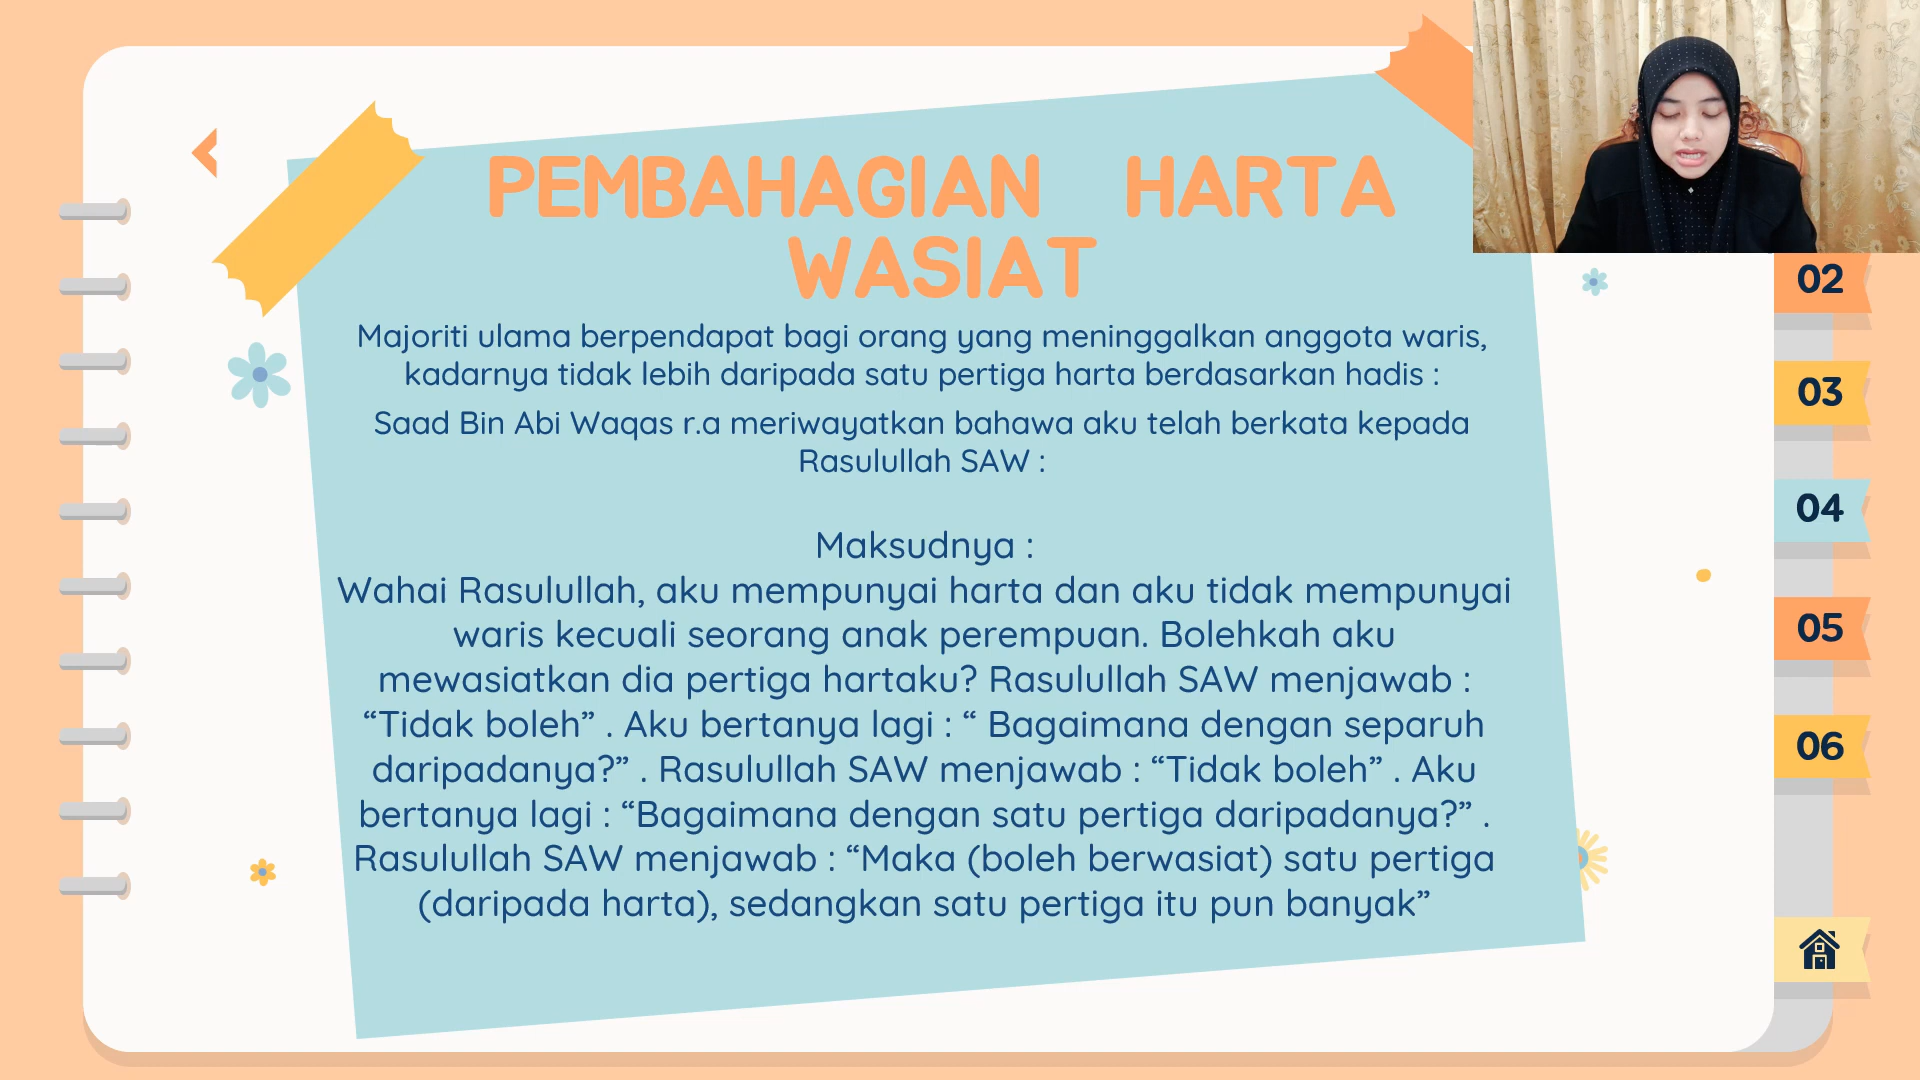 PEMBAHAGIAN HARTA
WASIAT
Majoriti ulama berpendapat bagi orang yang meninggalkan anggota waris,
kadarnya tidak lebih daripada satu pertiga harta berdasarkan hadis :
Saad Bin Abi Waqas r.a meriwayatkan bahawa aku telah berkata kepada
Rasulullah SAW :
Maksudnya :
Wahai Rasulullah, aku mempunyai harta dan aku tidak mempunyai
waris kecuali seorang anak perempuan. Bolehkah aku
mewasiatkan dia pertiga hartaku? Rasulullah SAW menjawab :
“Tidak boleh” . Aku bertanya lagi : “ Bagaimana dengan separuh
daripadanya?” . Rasulullah SAW menjawab : “Tidak boleh” . Aku
bertanya lagi : “Bagaimana dengan satu pertiga daripadanya?” .
Rasulullah SAW menjawab : “Maka (boleh berwasiat) satu pertiga
(daripada harta), sedangkan satu pertiga itu pun banyak”
02
03
04
05
06